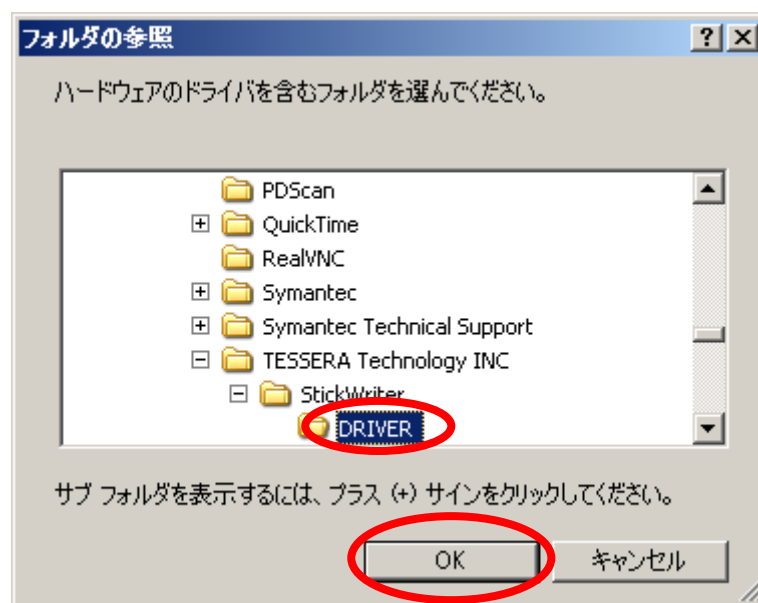 フォルダの参照
ハードウェアのドライバを含むフォルダを選んでください。
PDScan
QuickTime
RealVNC
Symantec
Symantec Technical Support
TESSERA Technology INC
StickWriter
DRIVER
サブ フォルダを表示するには、プラス (+) サインをクリックしてください。
OK
キャンセル